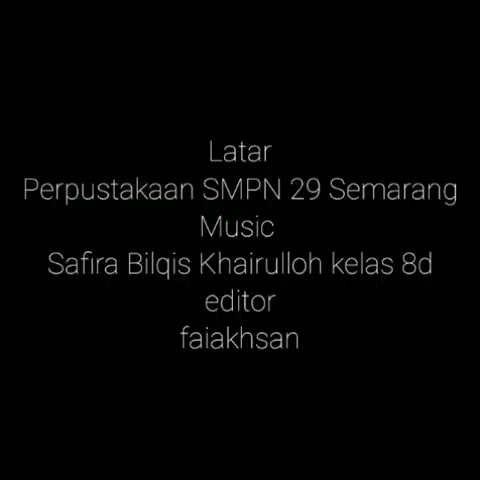 Latar
Perpustakaan SMPN 29 Semarang
Music
Safira Bilqis Khairulloh kelas 8d
editor
faiakhsan